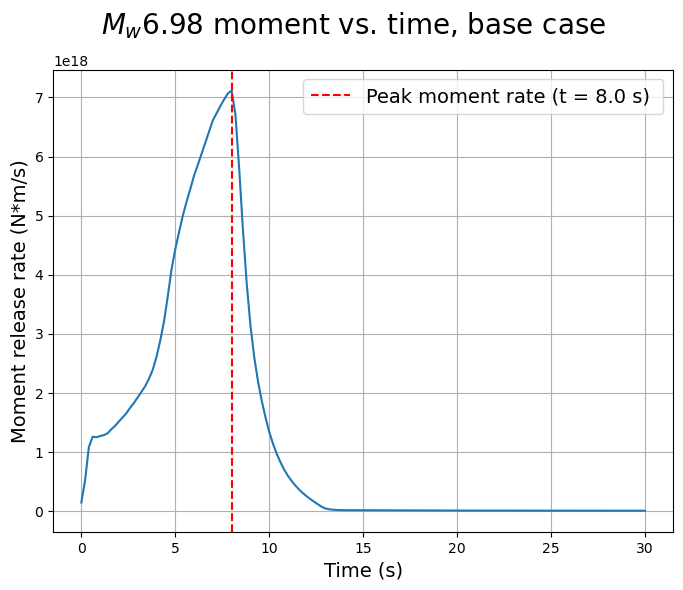 M_w6.98 moment vs. time, base case
1e18
Peak moment rate (t = 8.0 s)
7
6
5
4
3
2
1
0
Moment release rate (N*m/s)
0 5 10 15 20 25 30
Time (s)